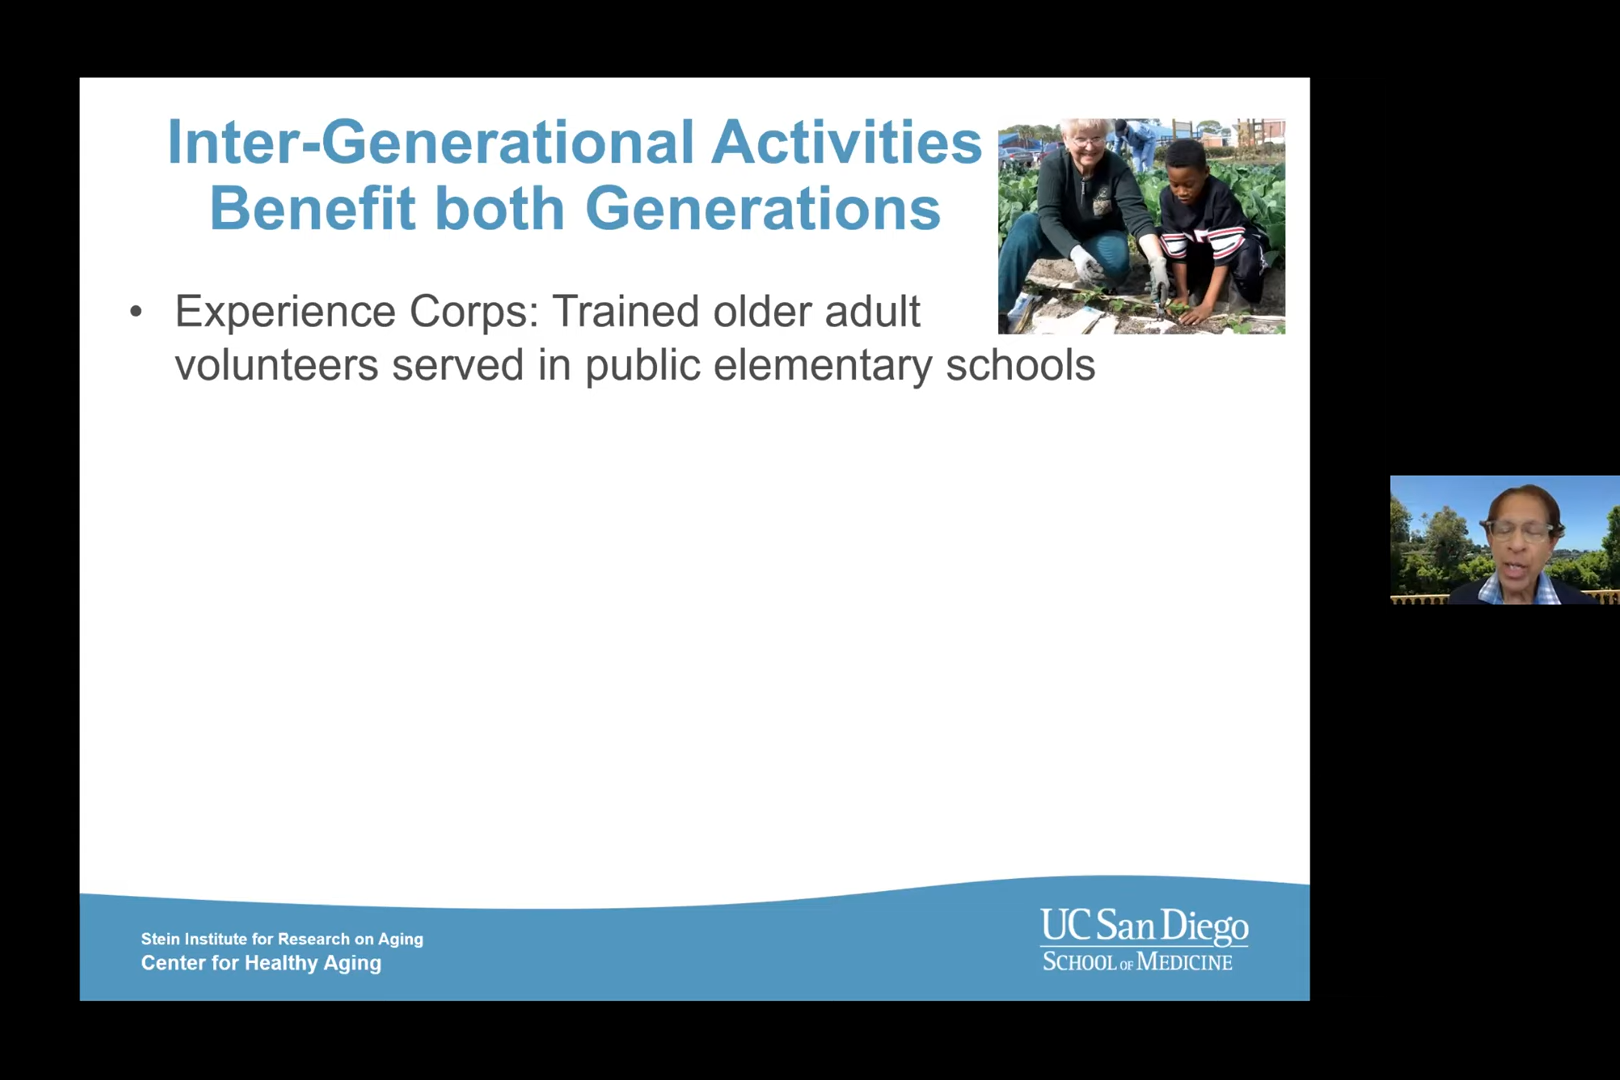 Inter-Generational Activities
Benefit both Generations
• Experience Corps: Trained older adult
volunteers served in public elementary schools
Stein Institute for Research on Aging
Center for Healthy Aging
UC San Diego
SCHOOL OF MEDICINE